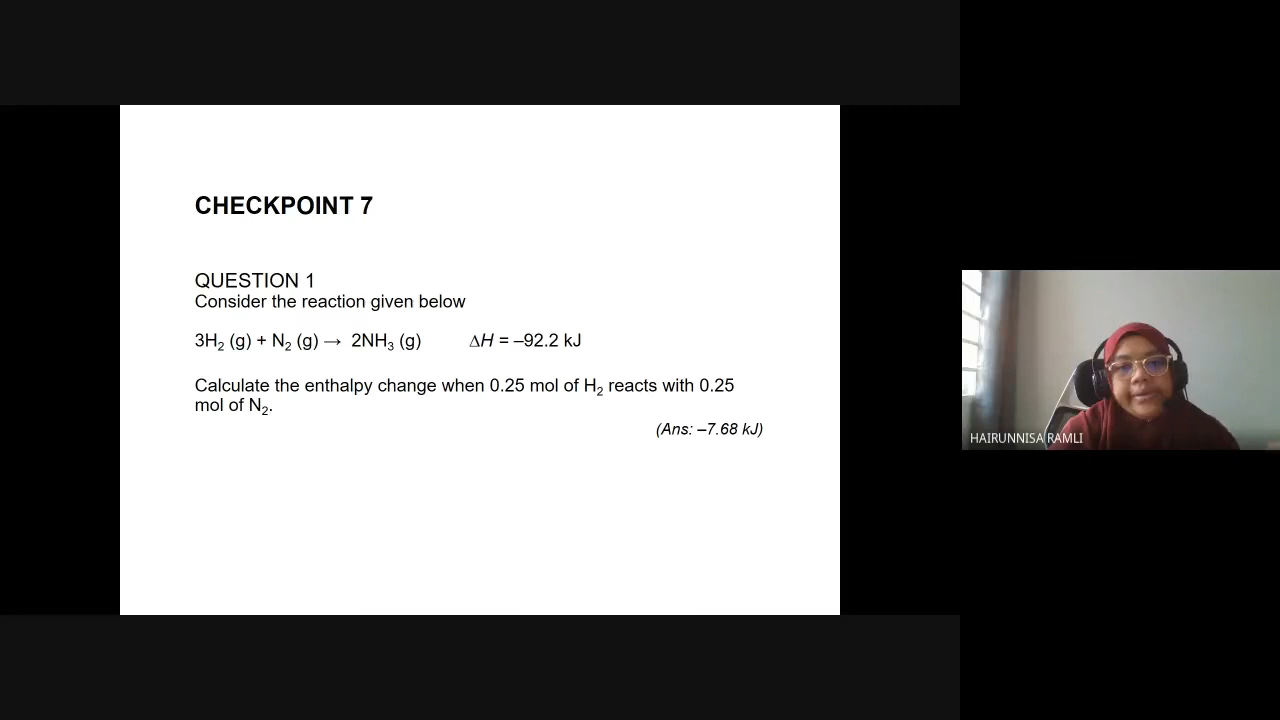 CHECKPOINT 7
QUESTION 1
Consider the reaction given below
3H₂ (g) + N₂ (g) → 2NH₃ (g) ΔH = –92.2 kJ
Calculate the enthalpy change when 0.25 mol of H₂ reacts with 0.25
mol of N₂.
(Ans: –7.68 kJ)
HAIRUNNISA RAMLI